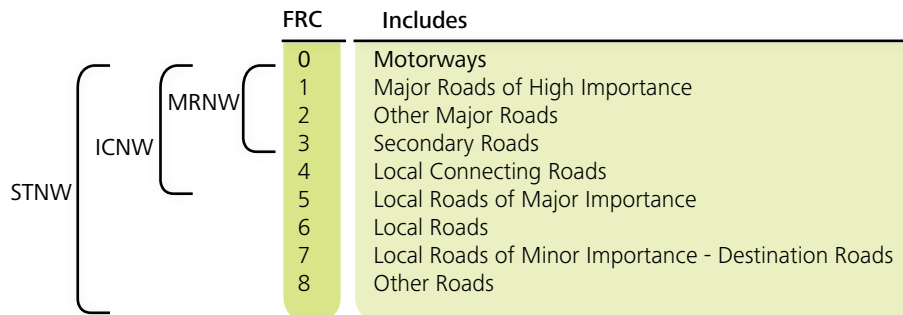 FRC Includes
0 Motorways
1 Major Roads of High Importance
MRNW
2 Other Major Roads
3 Secondary Roads
ICNW
4 Local Connecting Roads
STNW
5 Local Roads of Major Importance
6 Local Roads
7 Local Roads of Minor Importance - Destination Roads
8 Other Roads